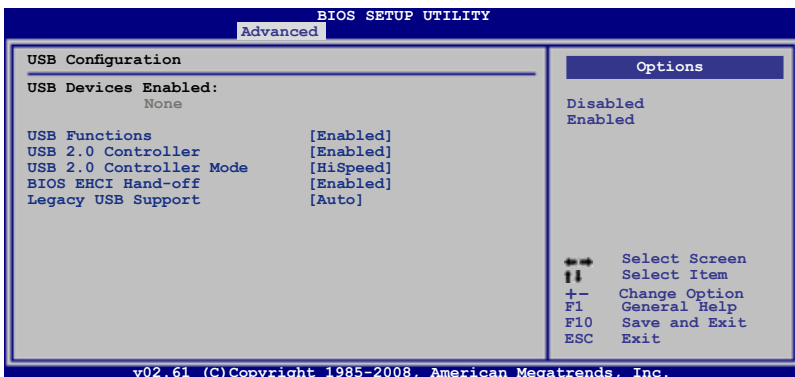 BIOS SETUP UTILITY
Advanced
USB Configuration
USB Devices Enabled:
None
USB Functions [Enabled]
USB 2.0 Controller [Enabled]
USB 2.0 Controller Mode [HiSpeed]
BIOS EHCI Hand-off [Enabled]
Legacy USB Support [Auto]
Options
Disabled
Enabled
Select Screen
Select Item
+- Change Option
F1 General Help
F10 Save and Exit
ESC Exit
v02.61 (C)Copyright 1985-2008, American Megatrends, Inc.